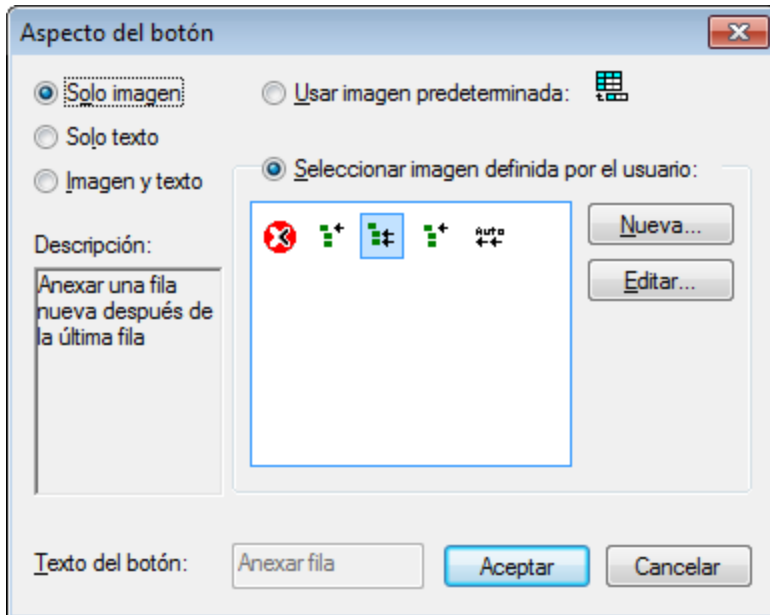 Aspecto del botón
Solo imagen
Usar imagen predeterminada:
Solo texto
Imagen y texto
Seleccionar imagen definida por el usuario:
Auto
Nueva...
Editar...
Descripción:
Anexar una fila
nueva después de
la última fila
Texto del botón:
Anexar fila
Aceptar
Cancelar